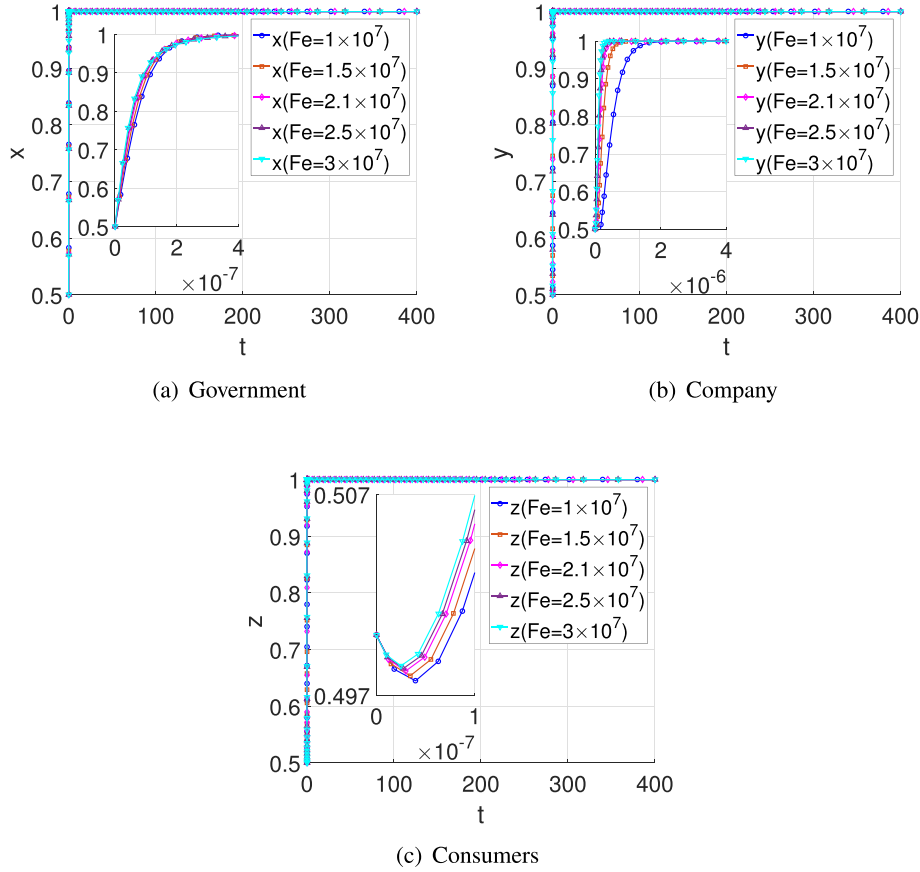 1
0.9
0.8
0.7
0.6
0.5
x
0 100 200 300 400
t
1
0.9
0.8
0.7
0.6
0.5
0 2 4
×10-7
x(Fe=1×10^7)
x(Fe=1.5×10^7)
x(Fe=2.1×10^7)
x(Fe=2.5×10^7)
x(Fe=3×10^7)
(a) Government
1
0.9
0.8
0.7
0.6
0.5
y
0 100 200 300 400
t
1
0.9
0.8
0.7
0.6
0.5
0 2 4
×10-6
y(Fe=1×10^7)
y(Fe=1.5×10^7)
y(Fe=2.1×10^7)
y(Fe=2.5×10^7)
y(Fe=3×10^7)
(b) Company
1
0.9
0.8
0.7
0.6
0.5
z
0 100 200 300 400
t
0.507
0.497
0 1
×10-7
z(Fe=1×10^7)
z(Fe=1.5×10^7)
z(Fe=2.1×10^7)
z(Fe=2.5×10^7)
z(Fe=3×10^7)
(c) Consumers